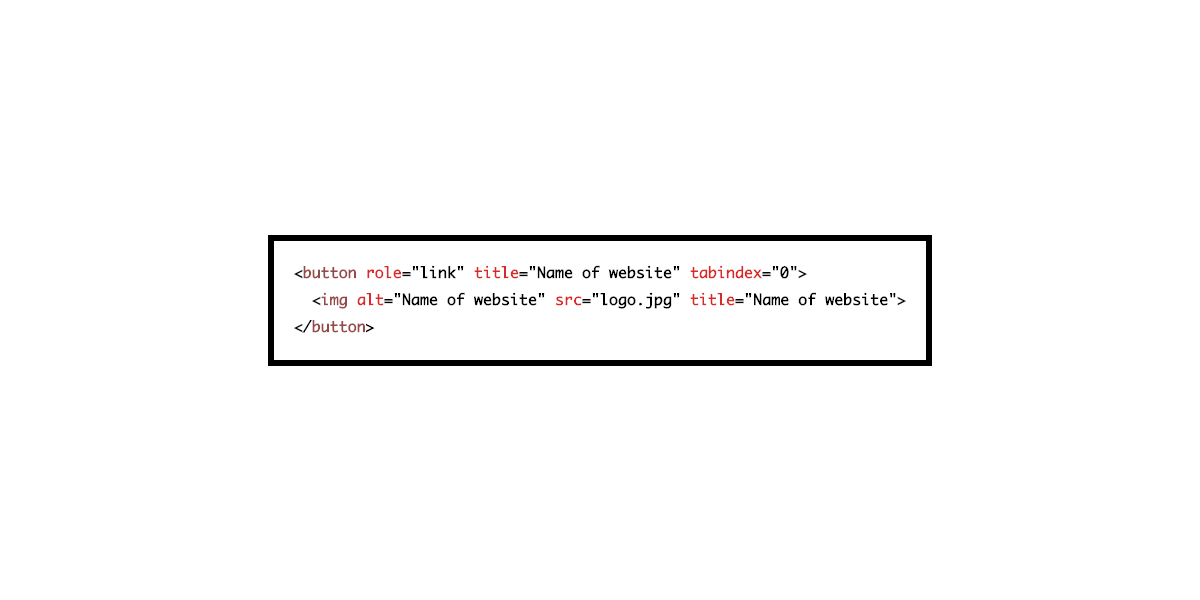 <button role="link" title="Name of website" tabindex="0">
<img alt="Name of website" src="logo.jpg" title="Name of website">
</button>